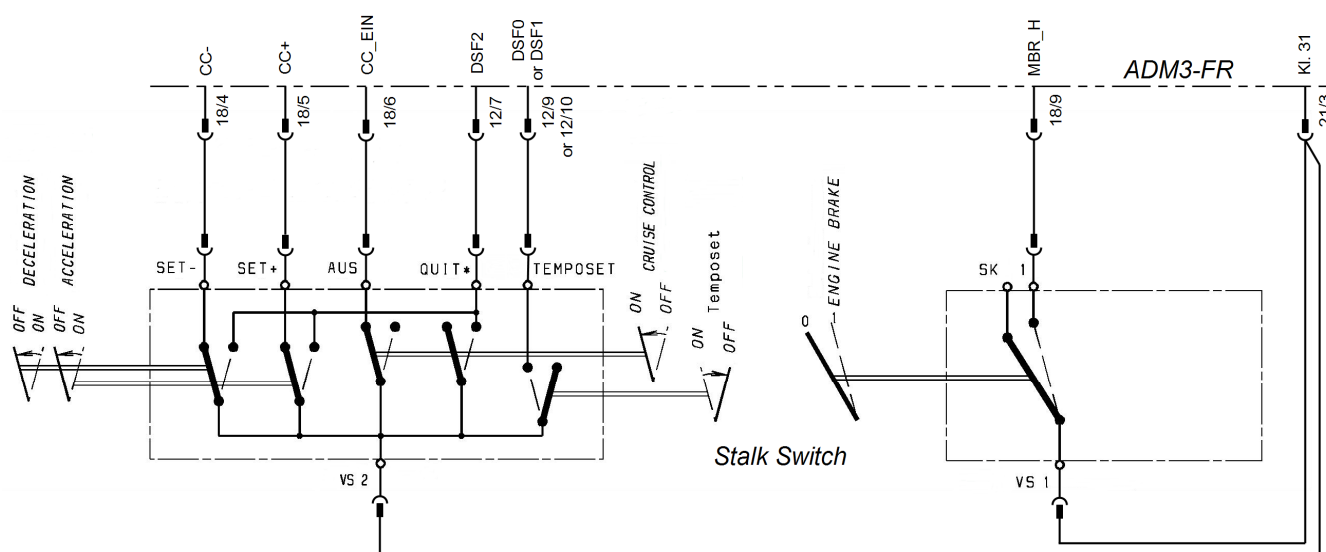 CC-
CC+
CC_EIN
DSF2
DSF0
or DSF1
MBR_H
ADM3-FR
Kl. 31
18/4
18/5
18/6
12/7
12/9
or 12/10
18/9
21/3
DECELERATION
ACCELERATION
OFF
ON
OFF
ON
SET-
SET+
AUS
QUIT*
TEMPOSET
CRUISE CONTROL
ON
OFF
Temposet
ON
OFF
ENGINE BRAKE
0
1
SK
1
Stalk Switch
VS 2
VS 1